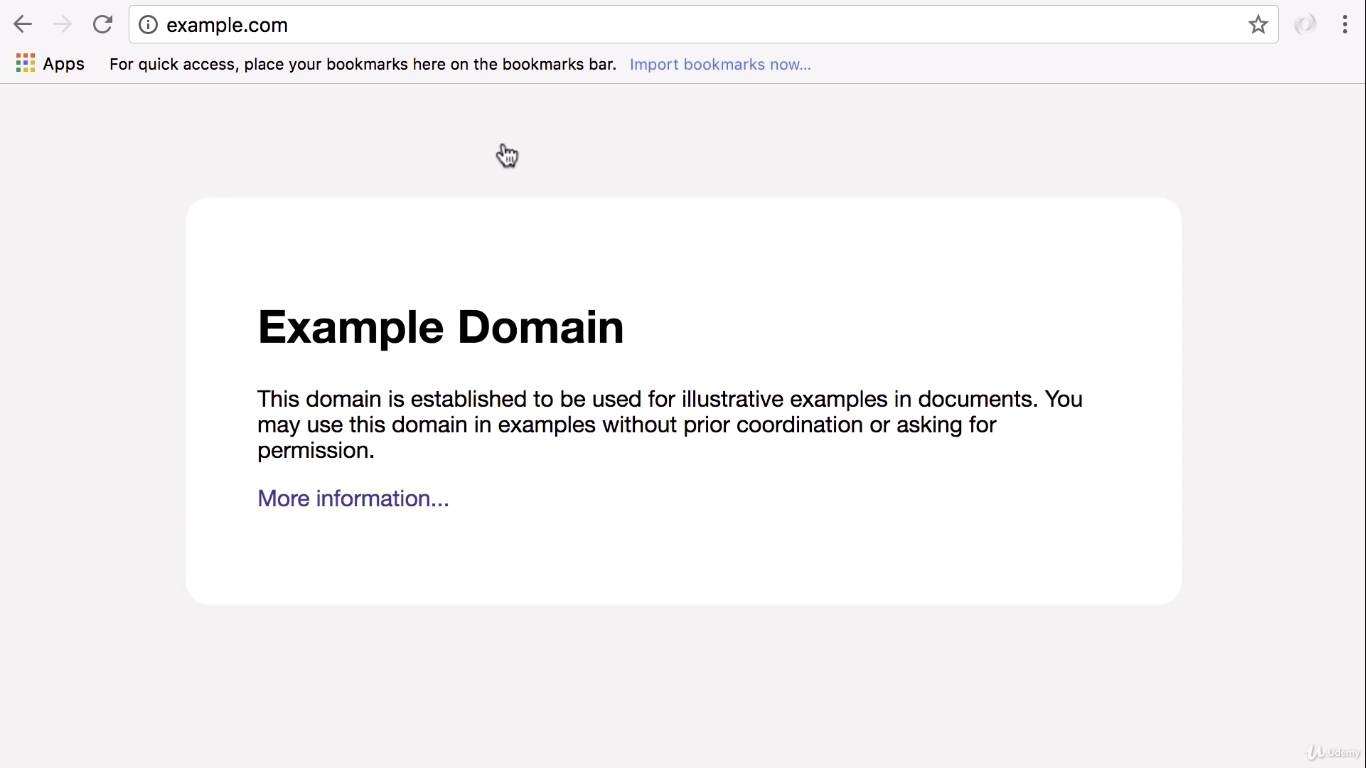 example.com
Apps For quick access, place your bookmarks here on the bookmarks bar. Import bookmarks now...
Example Domain
This domain is established to be used for illustrative examples in documents. You
may use this domain in examples without prior coordination or asking for
permission.
More information...
Udemy